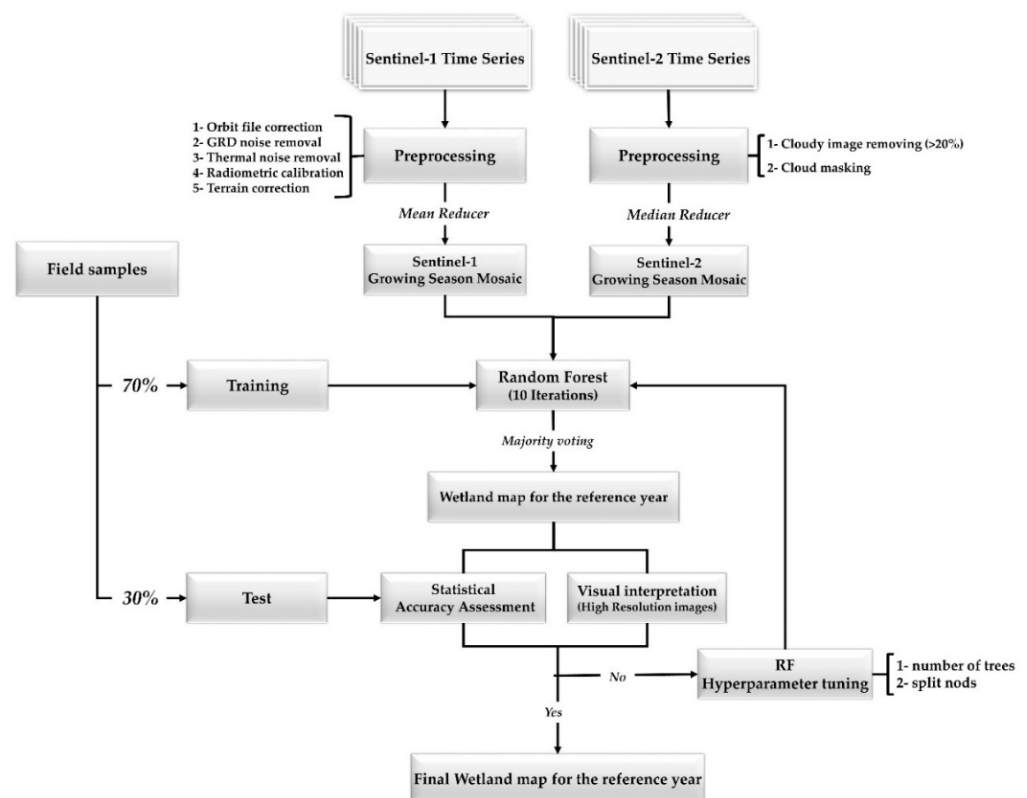 Sentinel-1 Time Series
Sentinel-2 Time Series
1- Orbit file correction
2- GRD noise removal
3- Thermal noise removal
4- Radiometric calibration
5- Terrain correction
Preprocessing
Preprocessing
1- Cloudy image removing (>20%)
2- Cloud masking
Mean Reducer
Median Reducer
Field samples
Sentinel-1
Growing Season Mosaic
Sentinel-2
Growing Season Mosaic
70%
Training
Random Forest
(10 Iterations)
Majority voting
Wetland map for the reference year
30%
Test
Statistical
Accuracy Assessment
Visual interpretation
(High Resolution images)
No
RF
Hyperparameter tuning
1- number of trees
2- split nods
Yes
Final Wetland map for the reference year